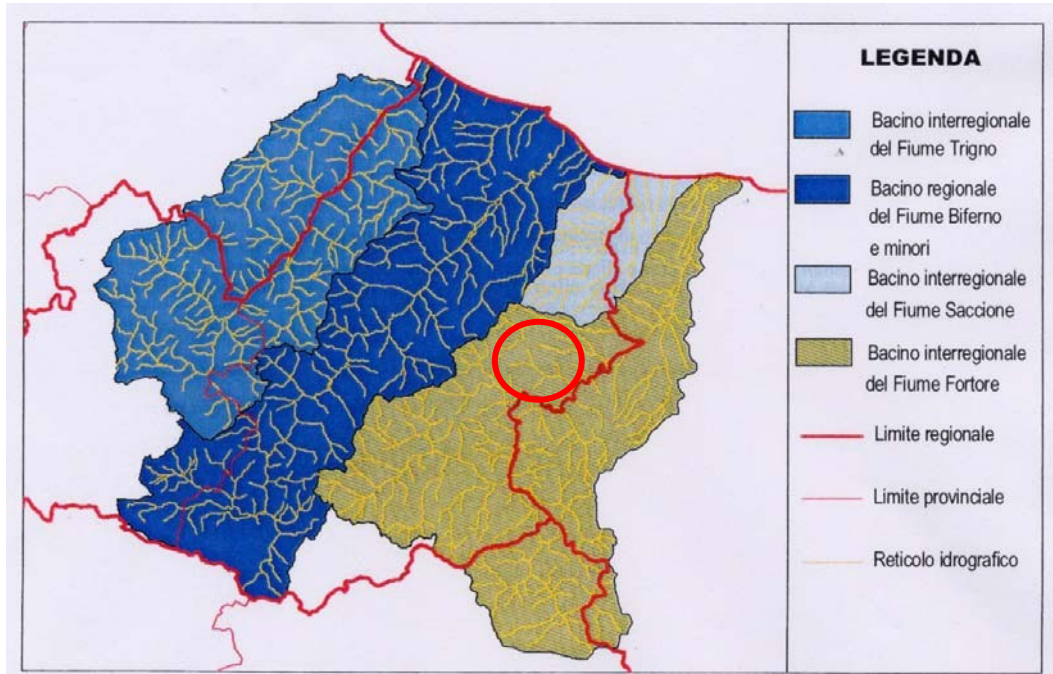 LEGENDA
Bacino interregionale
del Fiume Trigno
Bacino regionale
del Fiume Biferno
e minori
Bacino interregionale
del Fiume Saccione
Bacino interregionale
del Fiume Fortore
Limite regionale
Limite provinciale
Reticolo idrografico